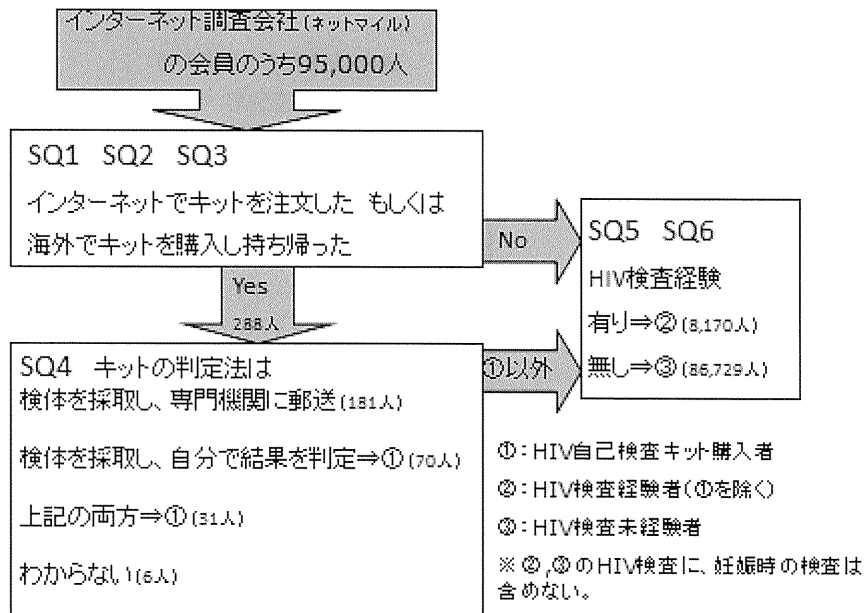 インターネット調査会社(ネットマイル)
の会員のうち95,000人
SQ1 SQ2 SQ3
インターネットでキットを注文した もしくは
海外でキットを購入し持ち帰った
No
Yes
288人
SQ5 SQ6
HIV検査経験
有り⇒②(8,170人)
無し⇒③(86,729人)
SQ4 キットの判定法は
検体を採取し、専門機関に郵送(181人)
検体を採取し、自分で結果を判定⇒①(70人)
上記の両方⇒①(31人)
わからない(6人)
①以外
①:HIV自己検査キット購入者
②:HIV検査経験者(①を除く)
③:HIV検査未経験者
※②,③のHIV検査に、妊娠時の検査は
含めない。